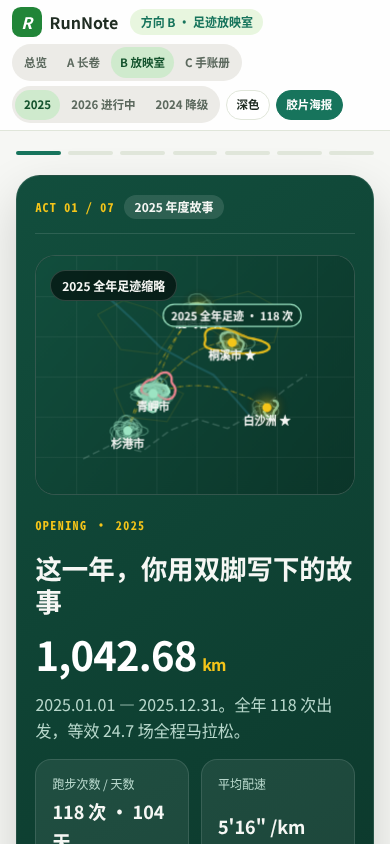 R RunNote 方向 B · 足迹放映室
总览 A 长卷 B 放映室 C 手账册
2025 2026 进行中 2024 降级 深色 胶片海报
ACT 01 / 07 2025 年度故事
2025 全年足迹缩略
2025 全年足迹 · 118 次
桐溪市 ★
白沙洲 ★
杉港市
OPENING · 2025
这一年，你用双脚写下的故
事
1,042.68 km
2025.01.01 — 2025.12.31。全年 118 次出
发，等效 24.7 场全程马拉松。
跑步次数 / 天数
118 次 · 104
天
平均配速
5'16" /km